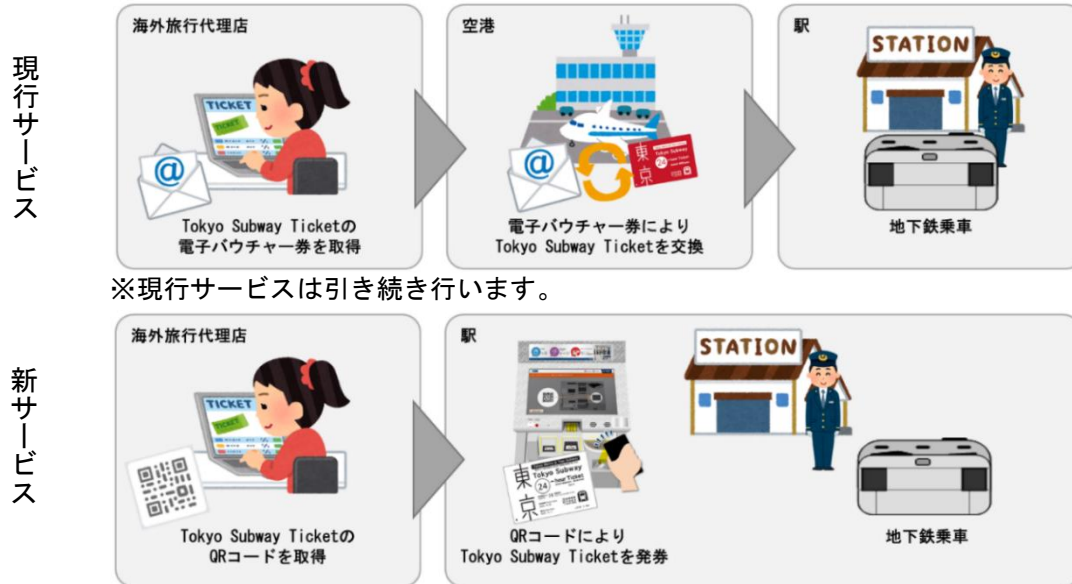 現行サービス
海外旅行代理店
TICKET
TICKET
@
Tokyo Subway Ticketの
電子バウチャー券を取得
空港
@
東京
Tokyo Subway
24
電子バウチャー券により
Tokyo Subway Ticketを交換
駅
STATION
地下鉄乗車
※現行サービスは引き続き行います。
新サービス
海外旅行代理店
TICKET
TICKET
Tokyo Subway Ticketの
QRコードを取得
駅
東京
Tokyo Subway
24-hour Ticket
QRコードにより
Tokyo Subway Ticketを発券
STATION
地下鉄乗車